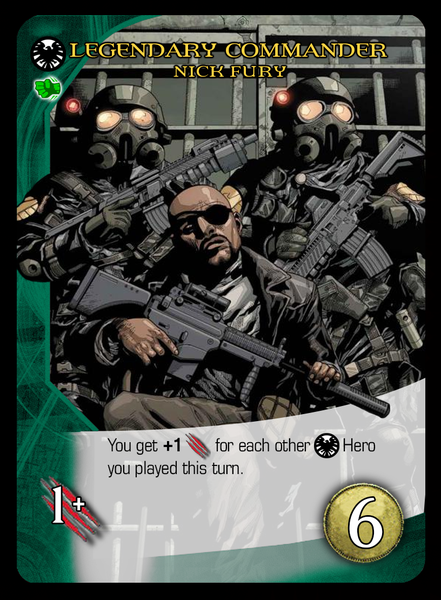 LEGENDARY COMMANDER
NICK FURY
You get +1 for each other Hero
you played this turn.
1+
6